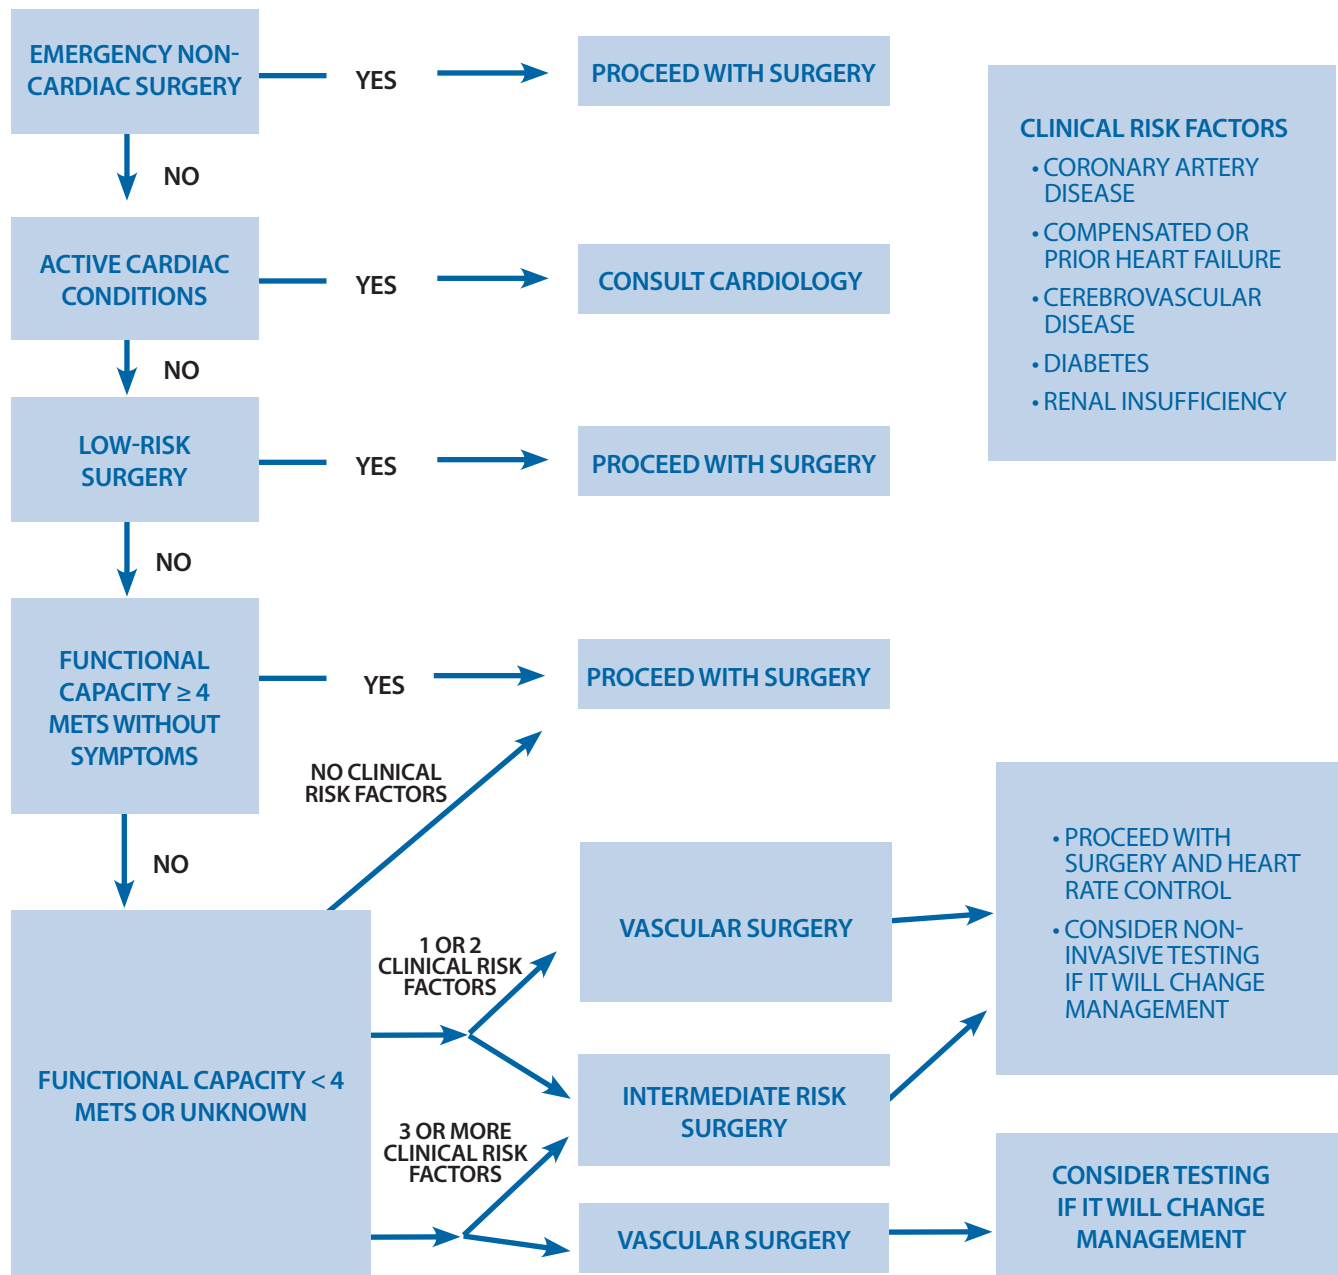 EMERGENCY NON-
CARDIAC SURGERY
YES
PROCEED WITH SURGERY
NO
ACTIVE CARDIAC
CONDITIONS
YES
CONSULT CARDIOLOGY
NO
LOW-RISK
SURGERY
YES
PROCEED WITH SURGERY
NO
FUNCTIONAL
CAPACITY ≥ 4
METS WITHOUT
SYMPTOMS
YES
PROCEED WITH SURGERY
NO CLINICAL
RISK FACTORS
NO
FUNCTIONAL CAPACITY < 4
METS OR UNKNOWN
1 OR 2
CLINICAL RISK
FACTORS
VASCULAR SURGERY
INTERMEDIATE RISK
SURGERY
3 OR MORE
CLINICAL RISK
FACTORS
VASCULAR SURGERY
CLINICAL RISK FACTORS
• CORONARY ARTERY
DISEASE
• COMPENSATED OR
PRIOR HEART FAILURE
• CEREBROVASCULAR
DISEASE
• DIABETES
• RENAL INSUFFICIENCY
• PROCEED WITH
SURGERY AND HEART
RATE CONTROL
• CONSIDER NON-
INVASIVE TESTING
IF IT WILL CHANGE
MANAGEMENT
CONSIDER TESTING
IF IT WILL CHANGE
MANAGEMENT